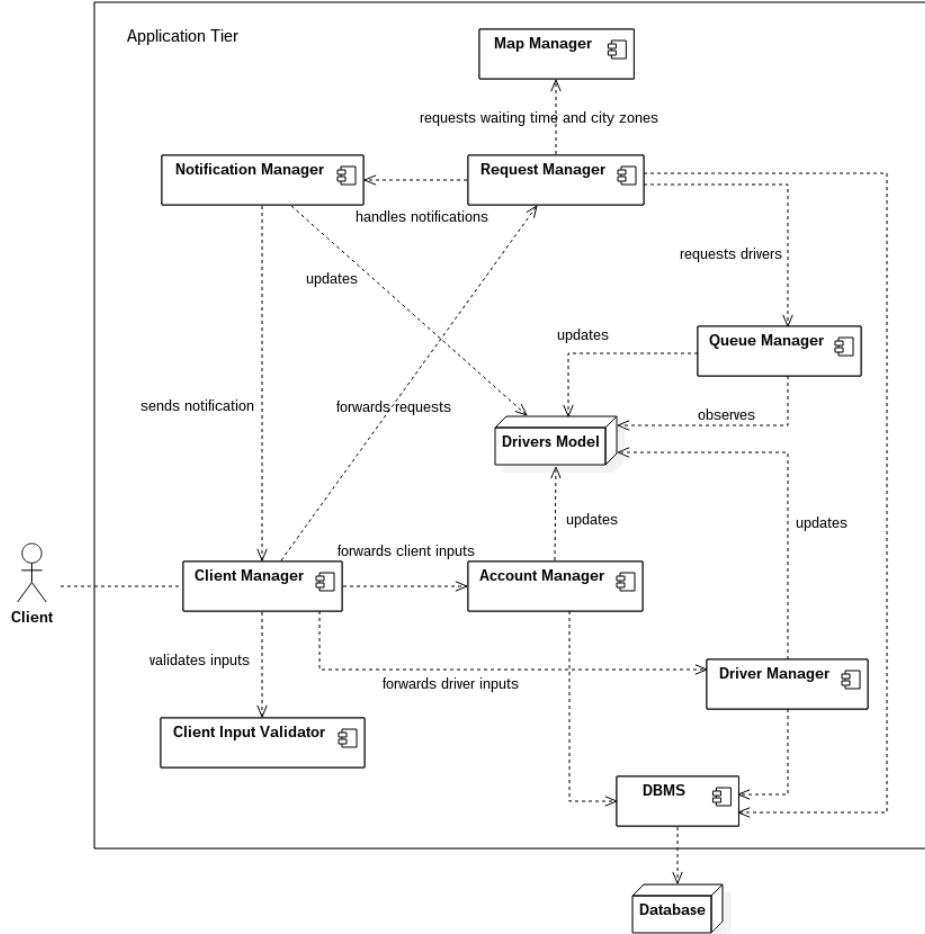 Application Tier
Map Manager
requests waiting time and city zones
Notification Manager
Request Manager
handles notifications
requests drivers
updates
updates
Queue Manager
sends notification
forwards requests
observes
Drivers Model
updates
updates
forwards client inputs
Client Manager
Account Manager
Client
validates inputs
forwards driver inputs
Driver Manager
Client Input Validator
DBMS
Database